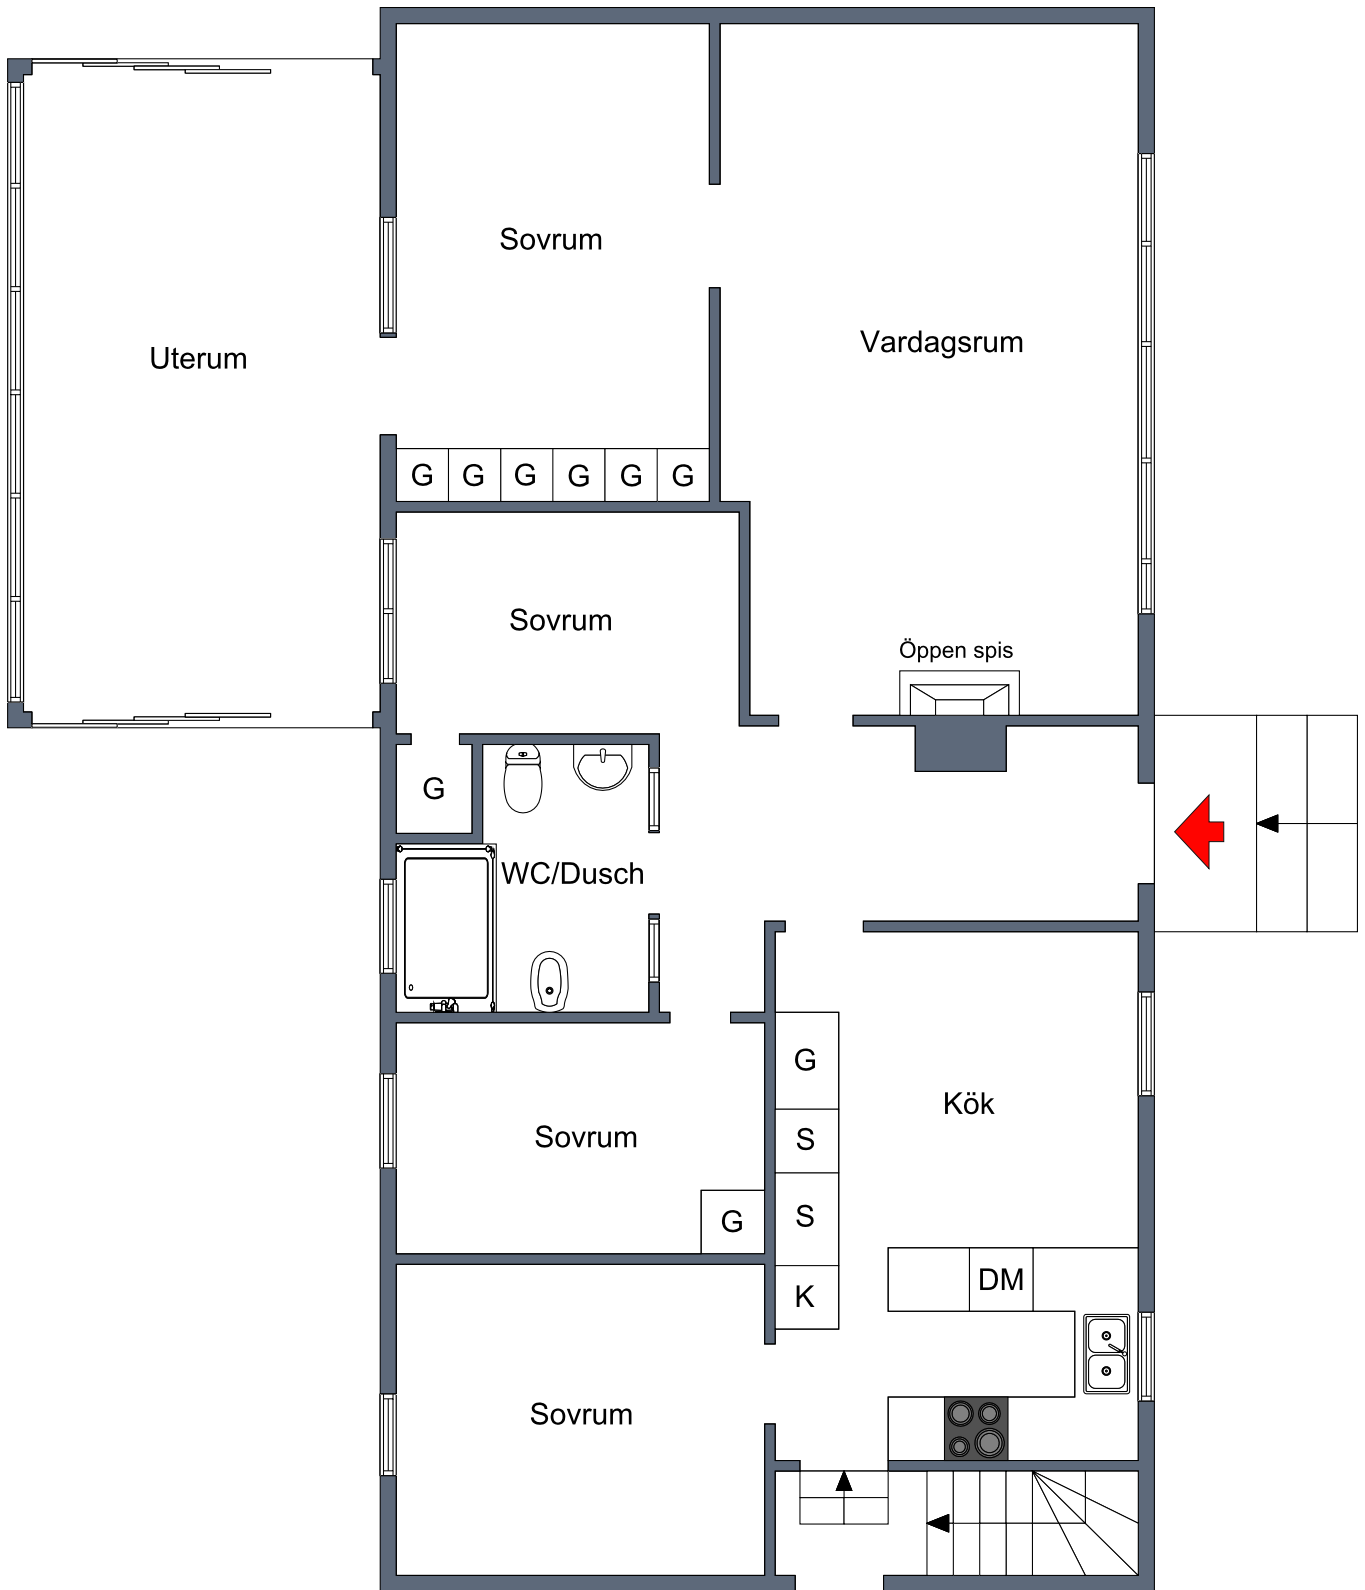 Sovrum
Vardagsrum
Uterum
G G G G G G
Sovrum
Öppen spis
G
WC/Dusch
G
Kök
S
Sovrum
S
G
DM
K
Sovrum